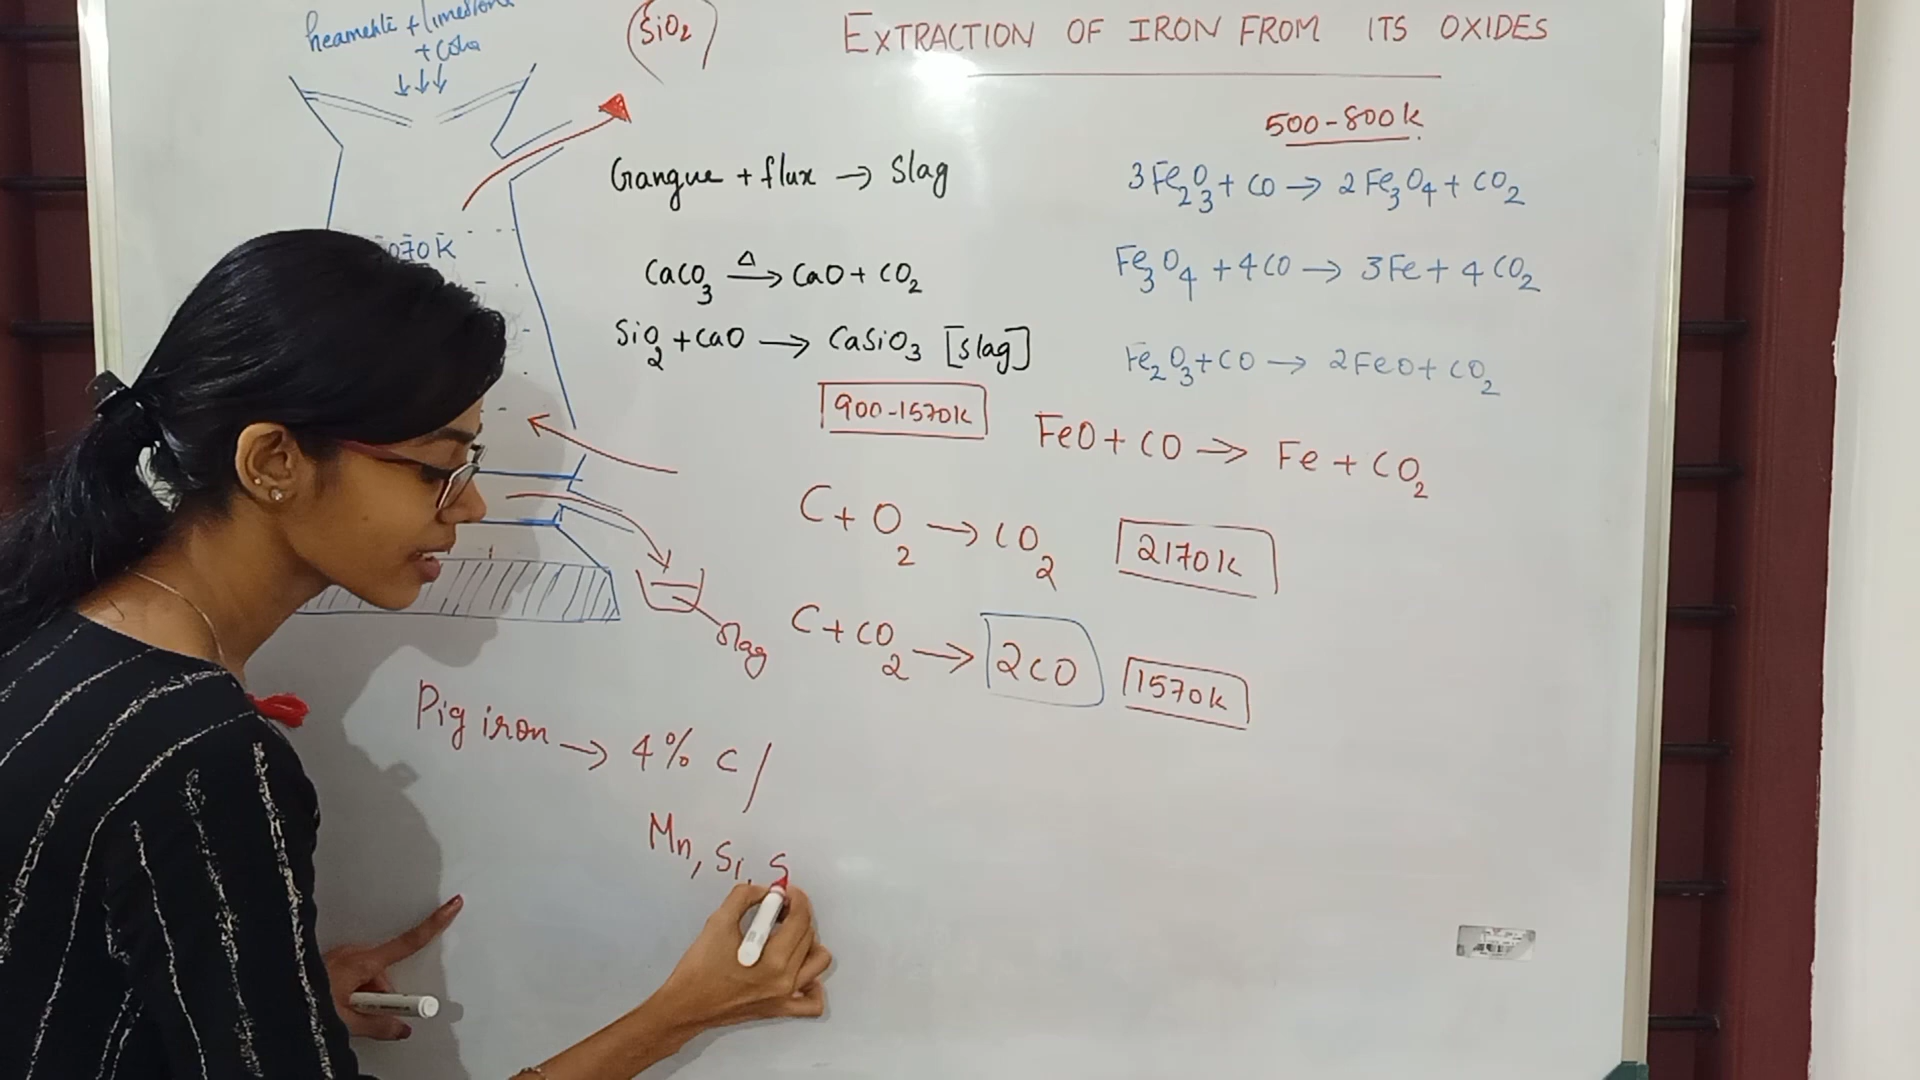 EXTRACTION OF IRON FROM ITS OXIDES
heamatite + limestone
+ coke
SiO2
070K
Gangue + flux → Slag
CaCO3 →Δ CaO + CO2
SiO2 + CaO → CaSiO3 [slag]
500-800K
3Fe2O3 + CO → 2Fe3O4 + CO2
Fe3O4 + 4CO → 3Fe + 4CO2
Fe2O3 + CO → 2FeO + CO2
900-1570K
FeO + CO → Fe + CO2
C + O2 → CO2 2170K
C + CO2 → 2CO 1570K
slag
Pig iron → 4% C/
Mn, Si, S